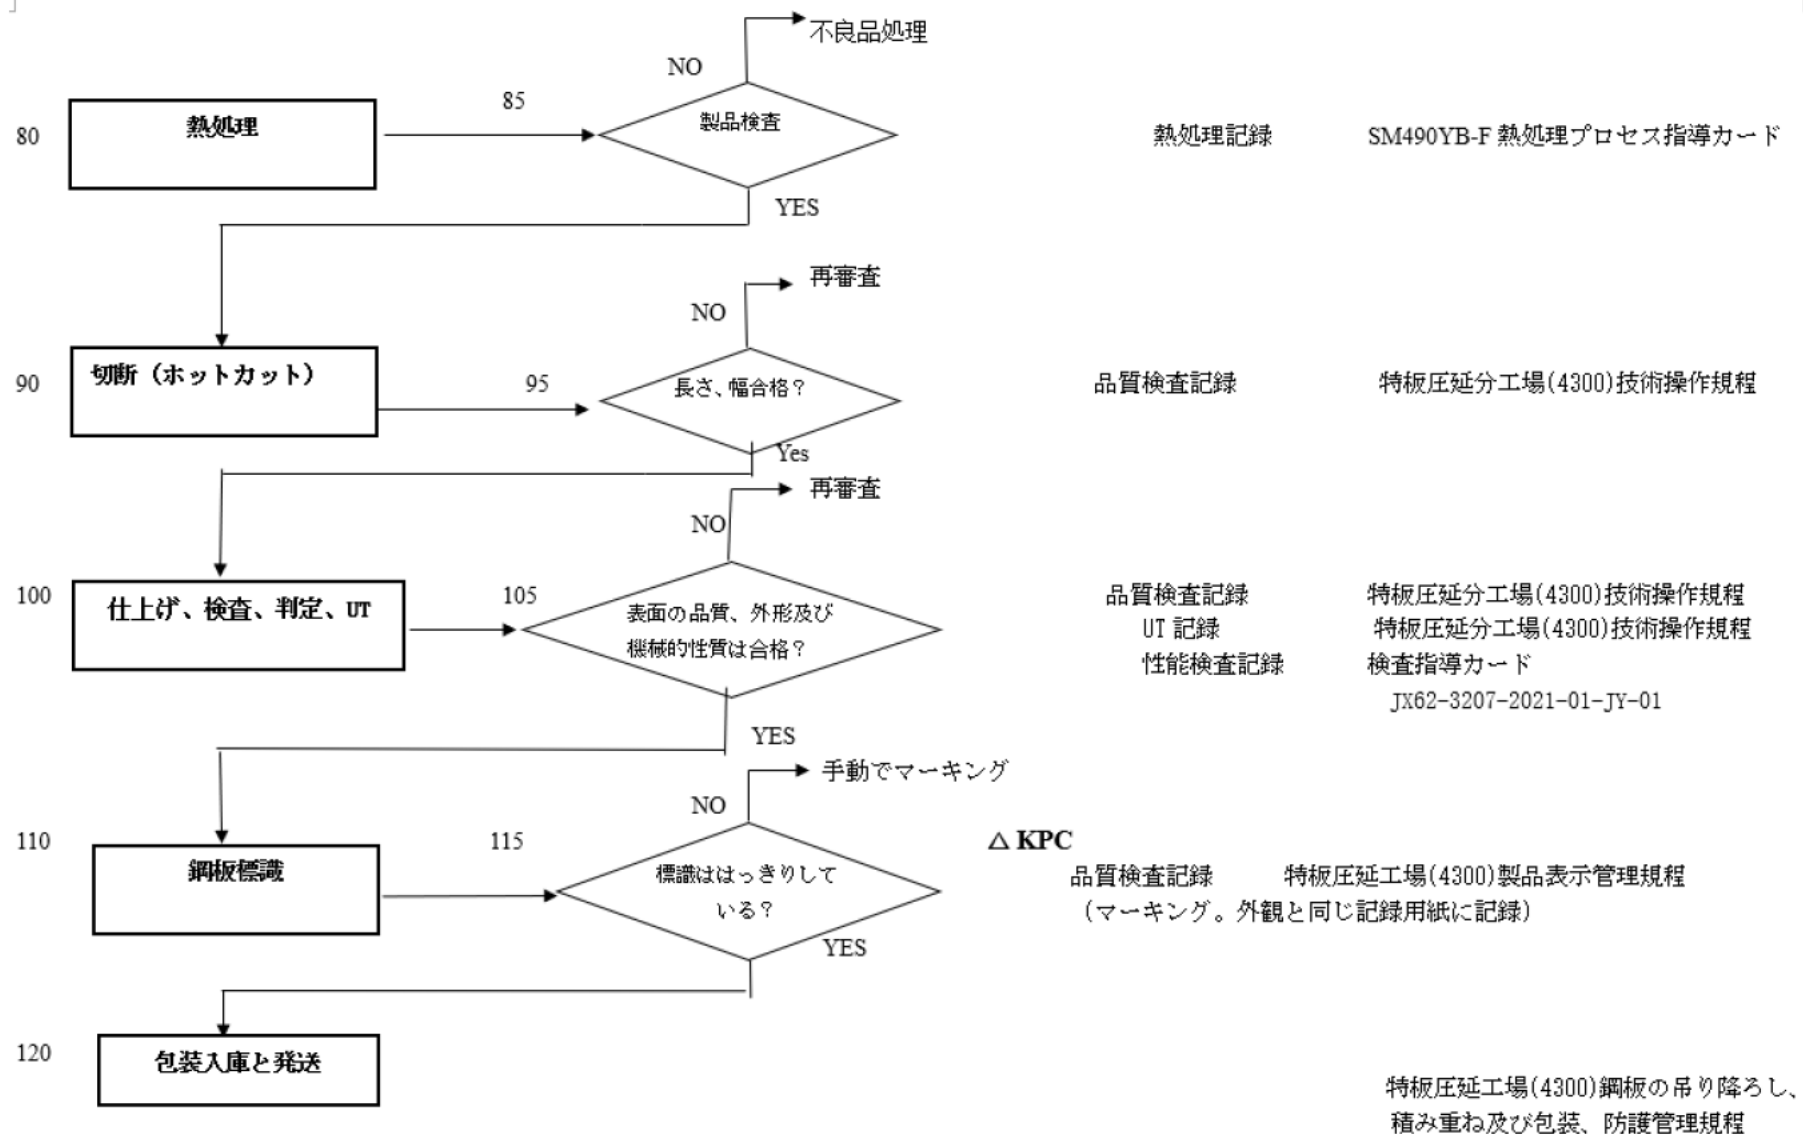 不良品処理
NO
85
80
熱処理
製品検査
熱処理記録 SM490YB-F 熱処理プロセス指導カード
YES
再審査
NO
90
切断（ホットカット）
95
長さ、幅合格？
品質検査記録 特板圧延分工場(4300)技術操作規程
Yes
再審査
NO
100
仕上げ、検査、判定、UT
105
表面の品質、外形及び
機械的性質は合格？
品質検査記録 特板圧延分工場(4300)技術操作規程
UT 記録 特板圧延分工場(4300)技術操作規程
性能検査記録 検査指導カード
JX62-3207-2021-01-JY-01
YES
手動でマーキング
NO
110
鋼板標識
115
標識ははっきりして
いる？
△ KPC
品質検査記録 特板圧延工場(4300)製品表示管理規程
（マーキング。外観と同じ記録用紙に記録）
YES
120
包装入庫と発送
特板圧延工場(4300)鋼板の吊り降ろし、
積み重ね及び包装、防護管理規程